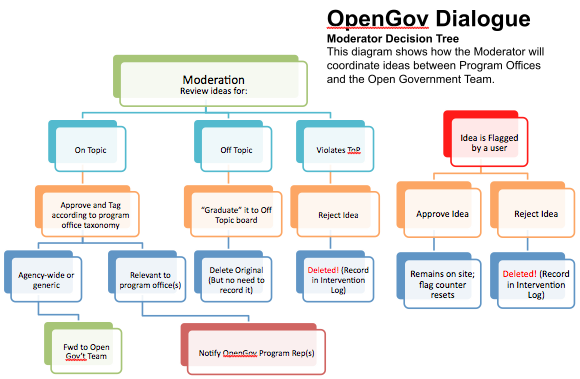 OpenGov Dialogue
Moderator Decision Tree
This diagram shows how the Moderator will
coordinate ideas between Program Offices
and the Open Government Team.
Moderation
Review ideas for:
On Topic
Off Topic
Violates ToP
Idea is Flagged
by a user
Approve and Tag
according to program
office taxonomy
“Graduate” it to Off
Topic board
Reject Idea
Approve Idea
Reject Idea
Agency-wide or
generic
Relevant to
program office(s)
Delete Original
(But no need to
record it)
Deleted! (Record
in Intervention
Log)
Remains on site;
flag counter
resets
Deleted! (Record
in Intervention
Log)
Fwd to Open
Gov’t Team
Notify OpenGov Program Rep(s)